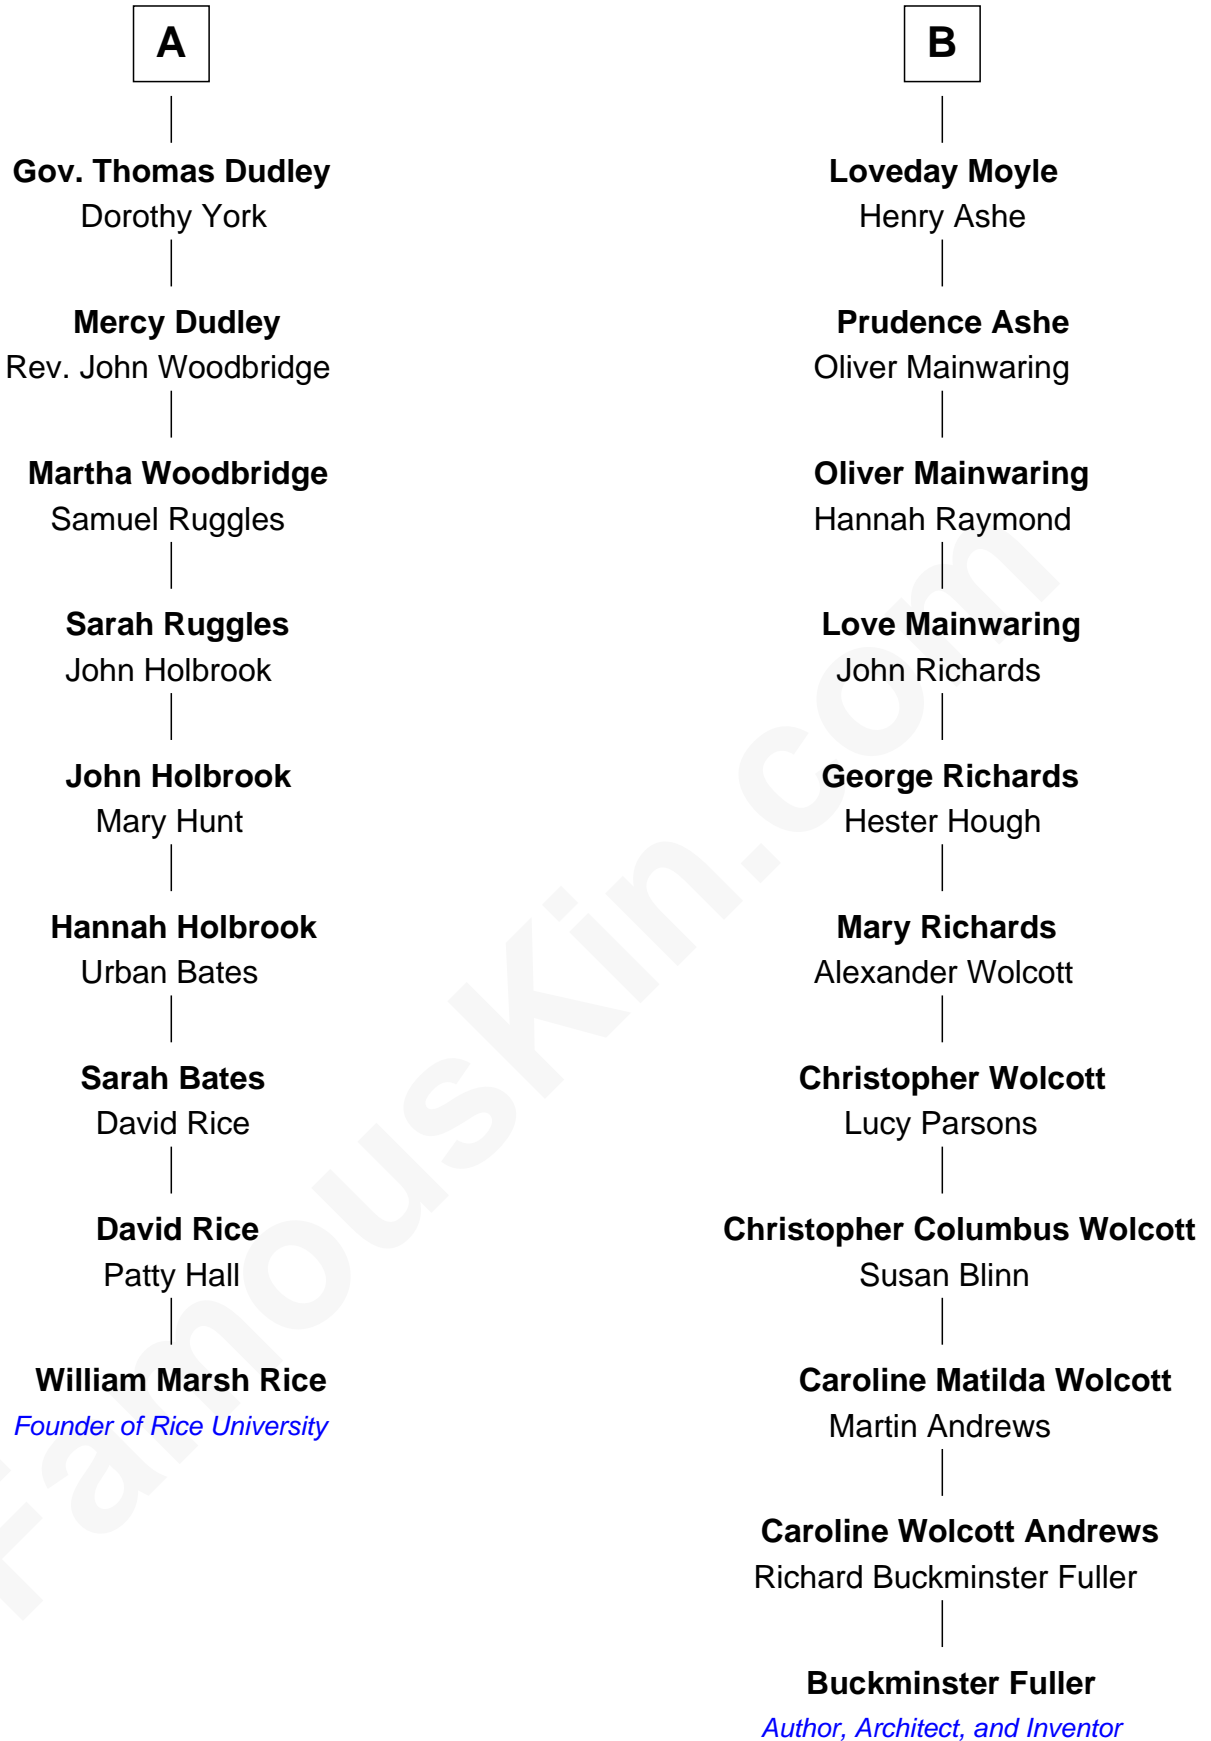 A
Gov. Thomas Dudley
Dorothy York
Mercy Dudley
Rev. John Woodbridge
Martha Woodbridge
Samuel Ruggles
Sarah Ruggles
John Holbrook
John Holbrook
Mary Hunt
Hannah Holbrook
Urban Bates
Sarah Bates
David Rice
David Rice
Patty Hall
William Marsh Rice
Founder of Rice University
B
Loveday Moyle
Henry Ashe
Prudence Ashe
Oliver Mainwaring
Oliver Mainwaring
Hannah Raymond
Love Mainwaring
John Richards
George Richards
Hester Hough
Mary Richards
Alexander Wolcott
Christopher Wolcott
Lucy Parsons
Christopher Columbus Wolcott
Susan Blinn
Caroline Matilda Wolcott
Martin Andrews
Caroline Wolcott Andrews
Richard Buckminster Fuller
Buckminster Fuller
Author, Architect, and Inventor
FamousKin.com